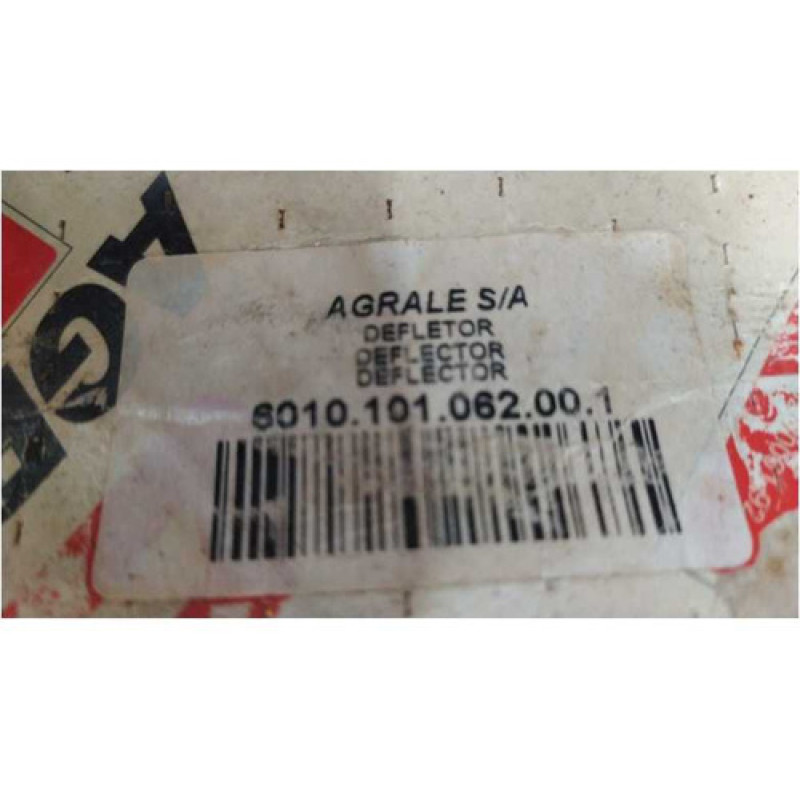 AGRALE S/A
DEFLETOR
DEFLECTOR
DEFLECTOR
6010.101.062.00.1